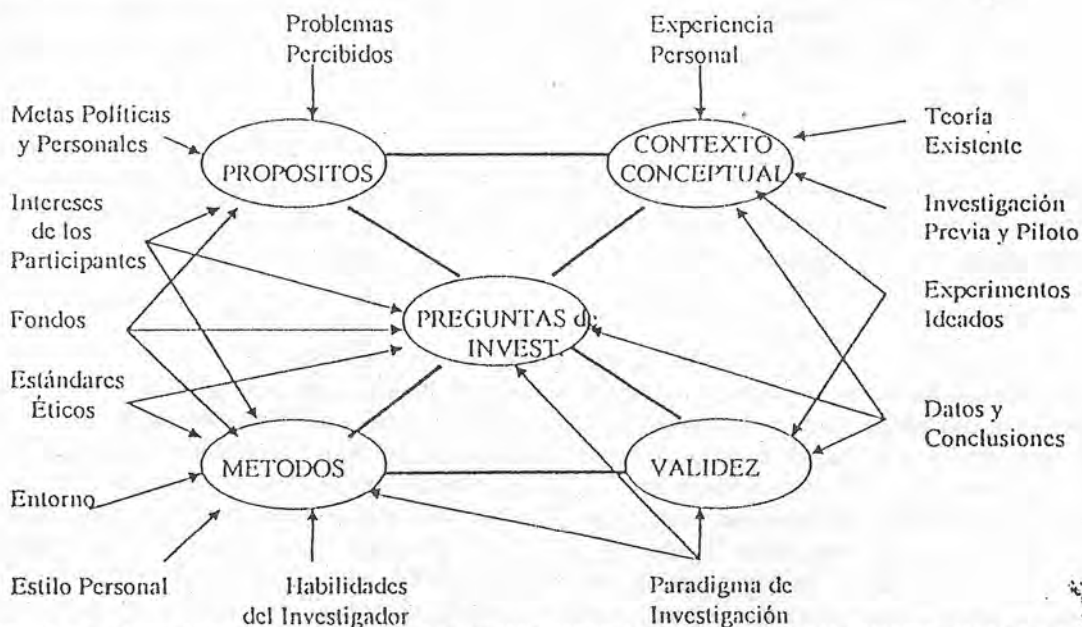 Problemas
Percibidos
Experiencia
Personal
Metas Políticas
y Personales
PROPOSITOS
CONTEXTO
CONCEPTUAL
Teoría
Existente
Intereses
de los
Participantes
Investigación
Previa y Piloto
Fondos
PREGUNTAS de
INVEST.
Experimentos
Ideados
Estándares
Éticos
Datos y
Conclusiones
METODOS
VALIDEZ
Entorno
Estilo Personal
Habilidades
del Investigador
Paradigma de
Investigación